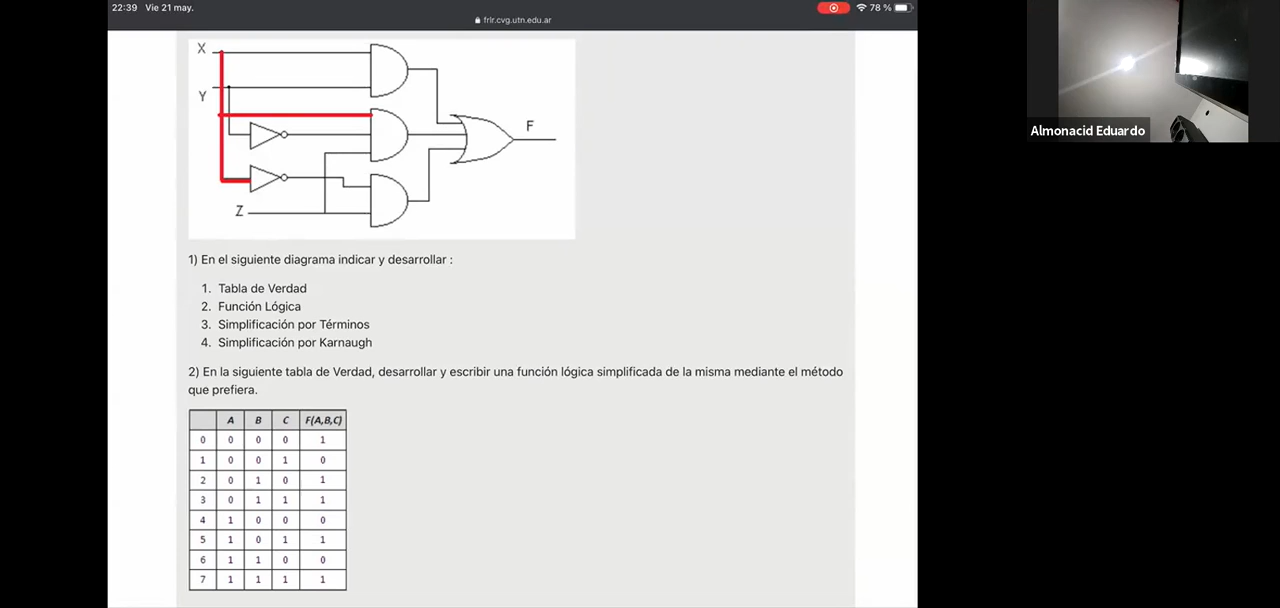 22:39 Vie 21 may.
78 %
frlr.cvg.utn.edu.ar
Almonacid Eduardo
X
Y
F
Z
1) En el siguiente diagrama indicar y desarrollar :
1. Tabla de Verdad
2. Función Lógica
3. Simplificación por Términos
4. Simplificación por Karnaugh
2) En la siguiente tabla de Verdad, desarrollar y escribir una función lógica simplificada de la misma mediante el método
que prefiera.
A B C F(A,B,C)
0 0 0 0 1
1 0 0 1 0
2 0 1 0 1
3 0 1 1 1
4 1 0 0 0
5 1 0 1 1
6 1 1 0 0
7 1 1 1 1